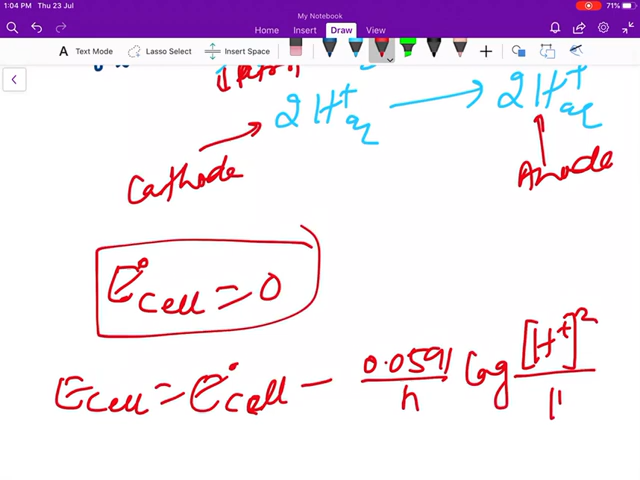 1:04 PM Thu 23 Jul
71%
My Notebook
Home Insert Draw View
A Text Mode Lasso Select Insert Space
2H⁺aq ⟶ 2H⁺aq
Cathode Anode
E°cell = 0
Ecell = E°cell − 0.0591/n log [H⁺]²/